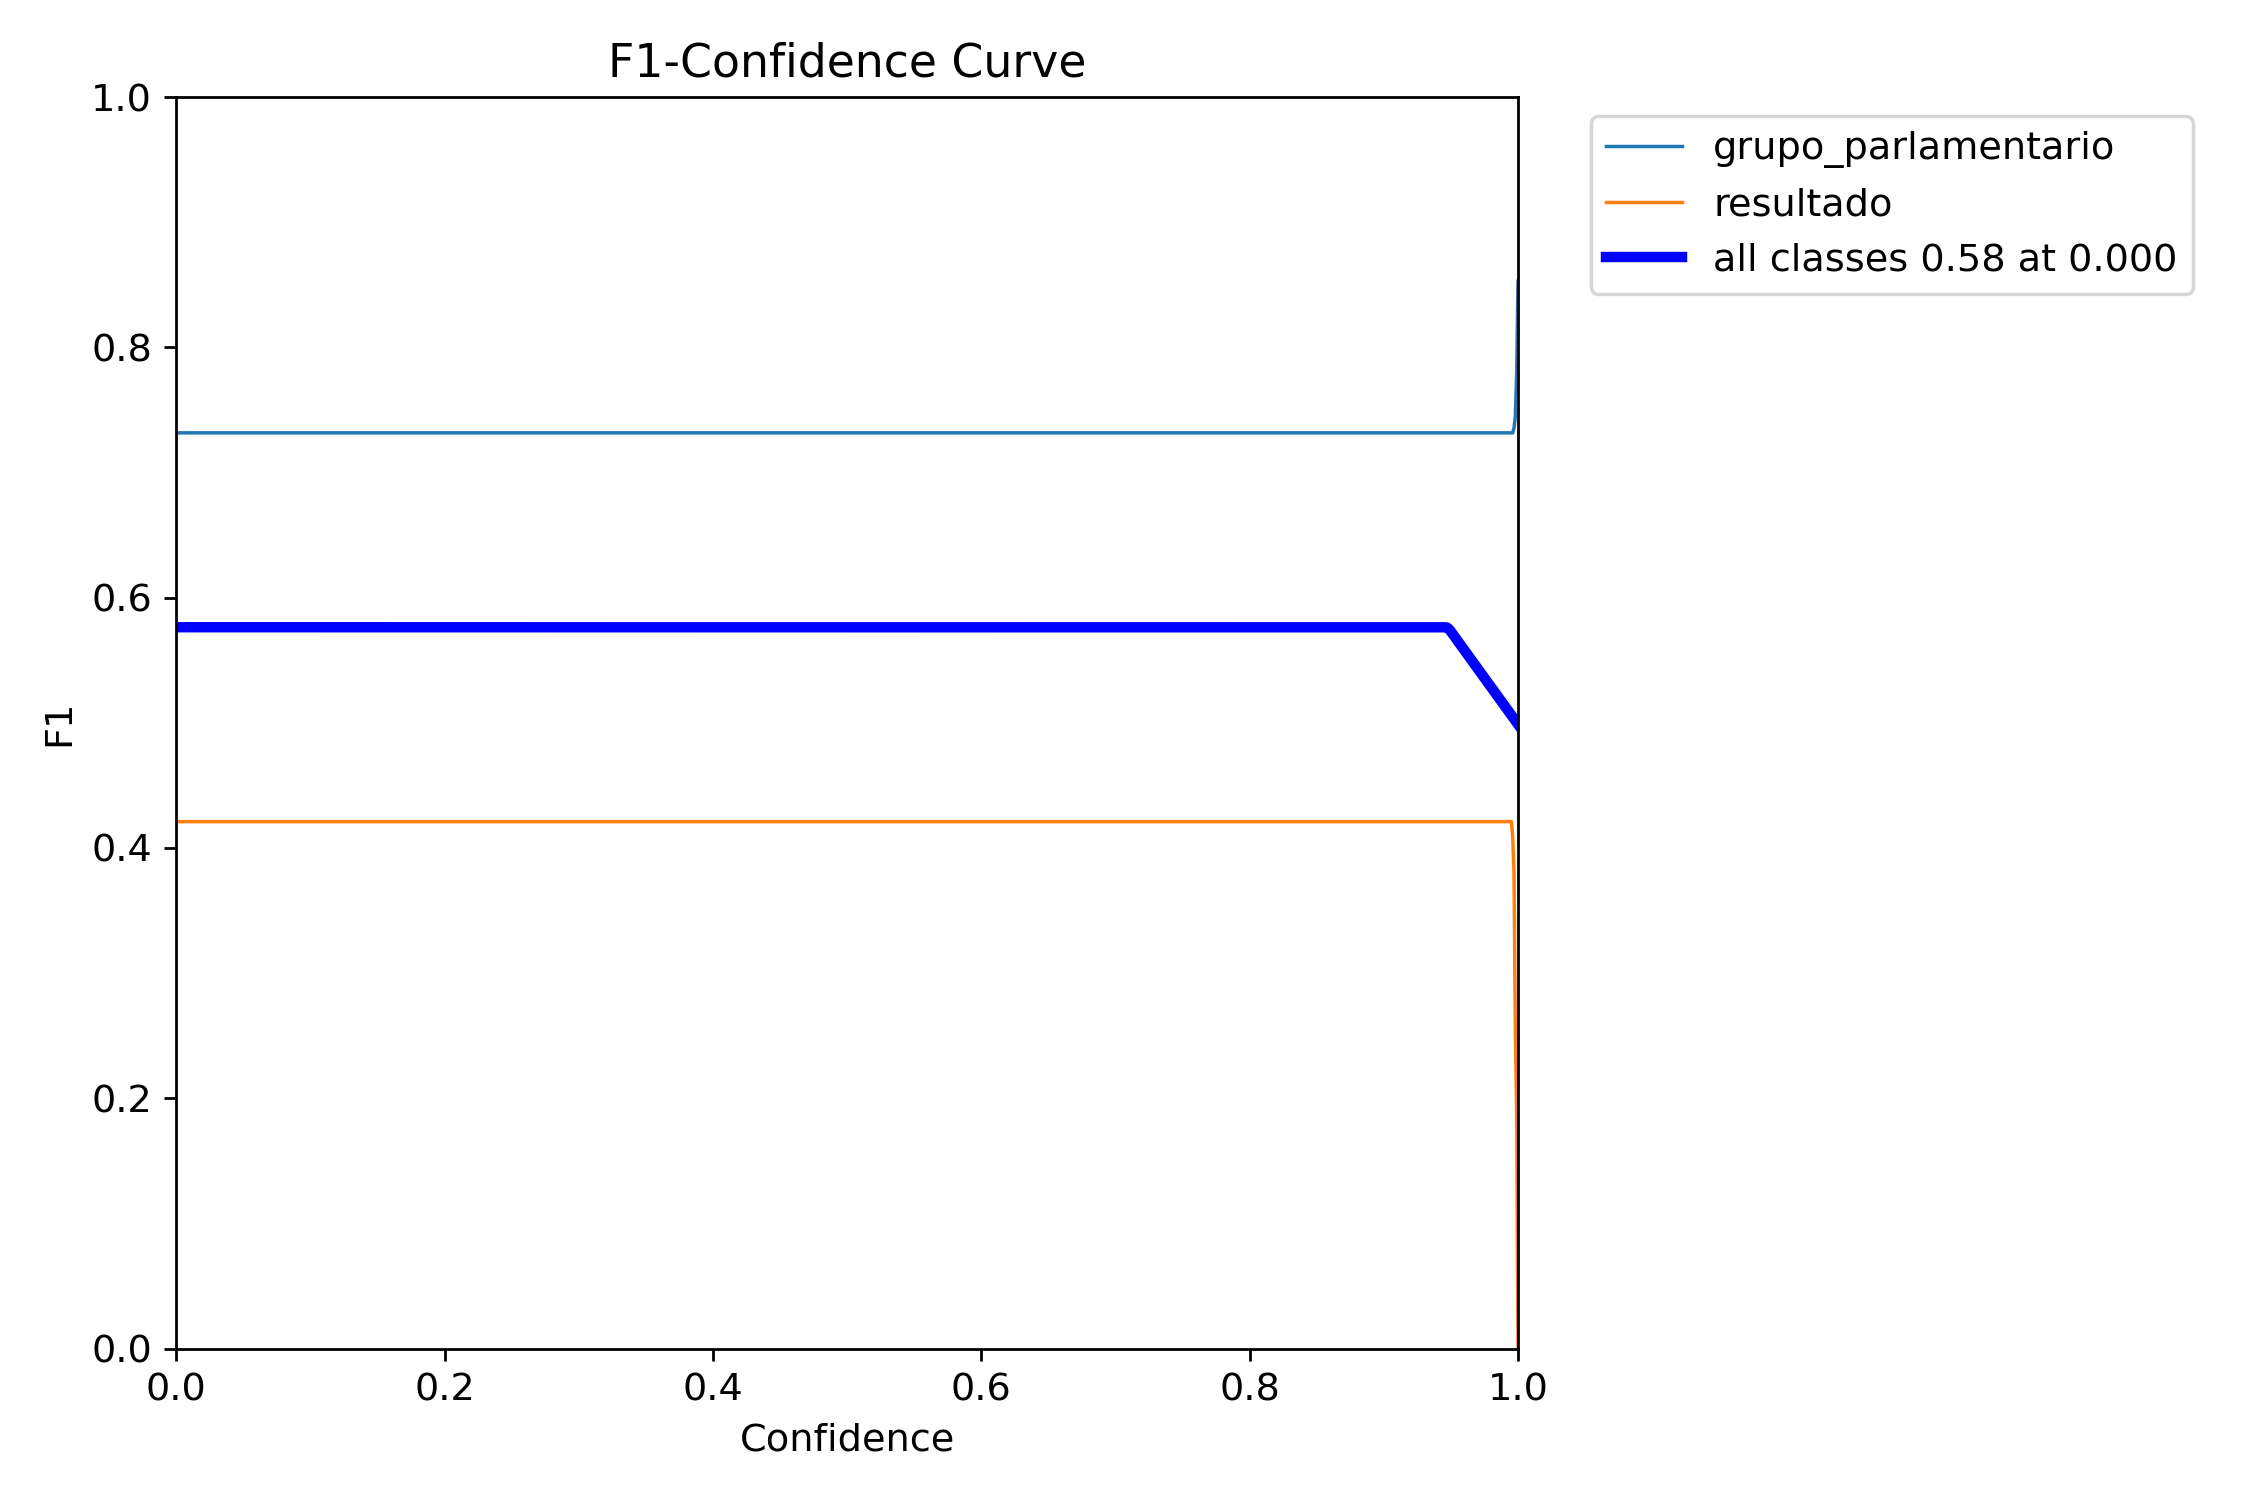 F1-Confidence Curve
1.0
0.8
0.6
0.4
0.2
0.0
F1
0.0 0.2 0.4 0.6 0.8 1.0
Confidence
grupo_parlamentario
resultado
all classes 0.58 at 0.000